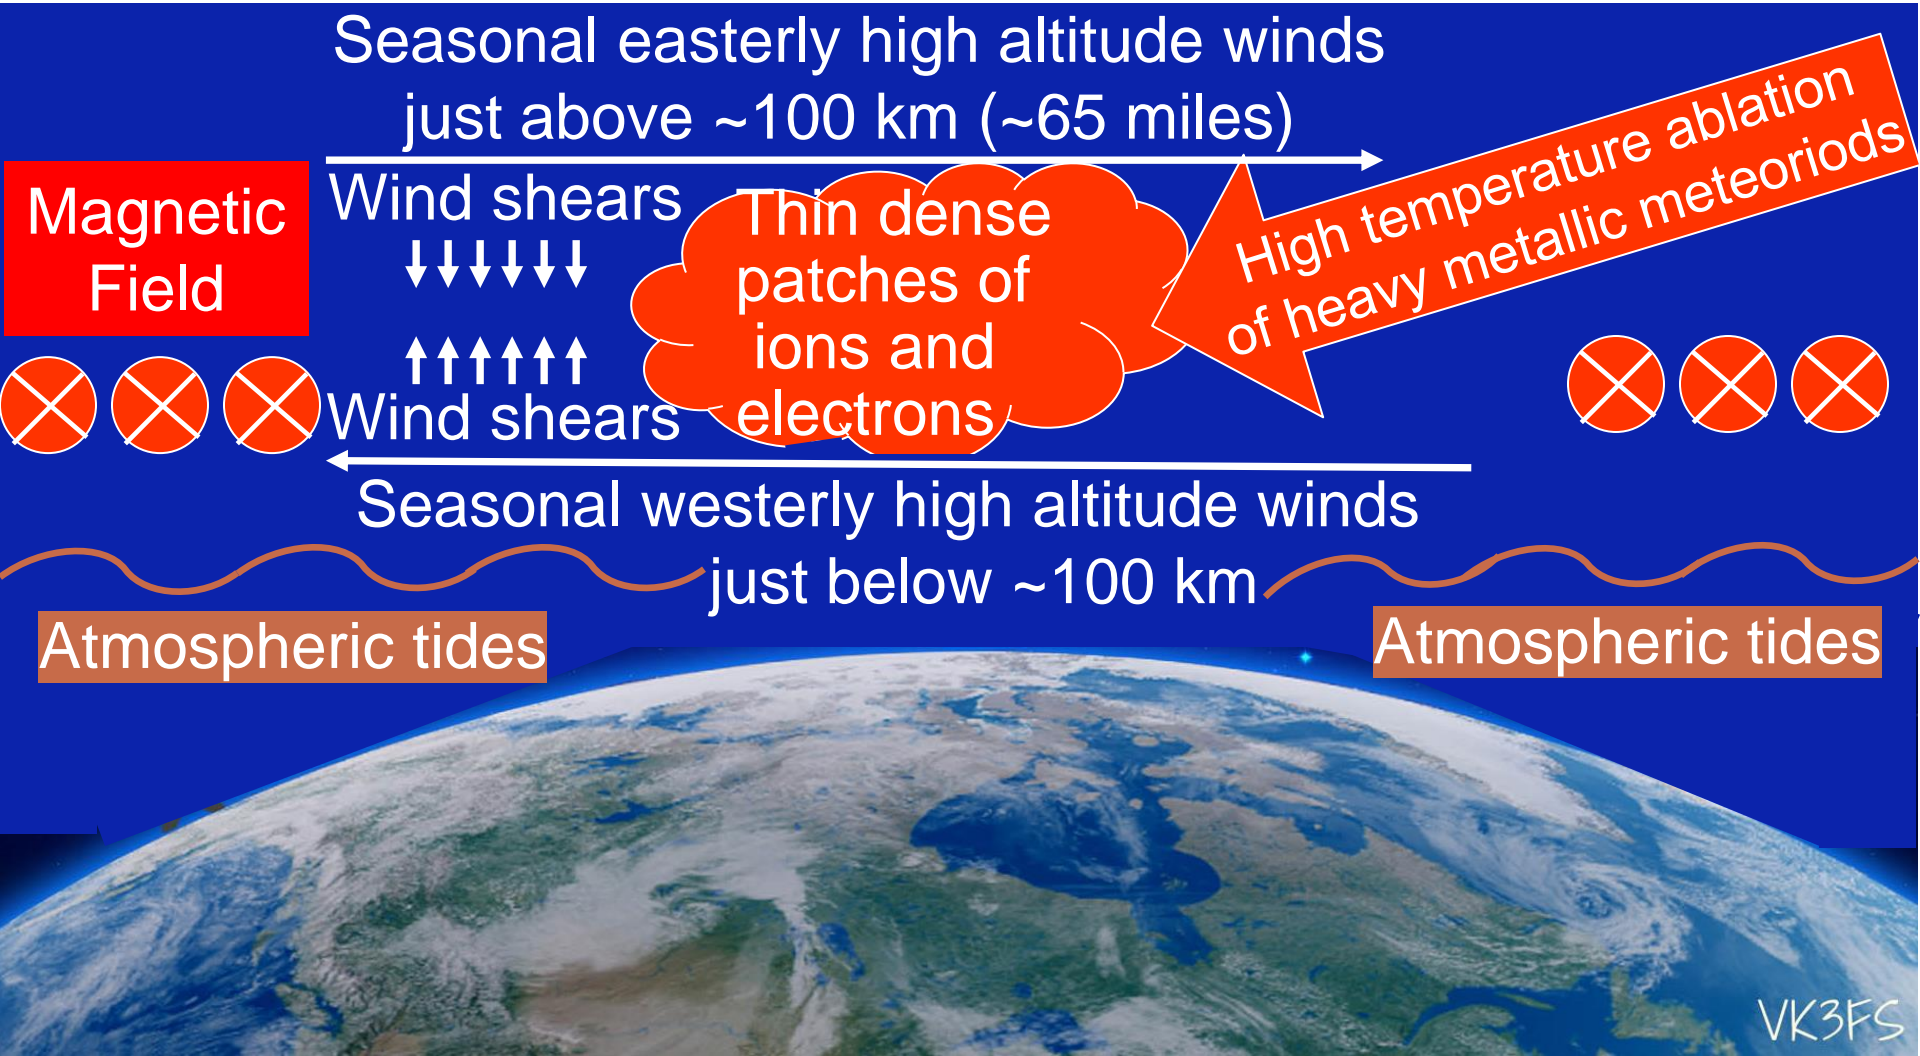 Seasonal easterly high altitude winds
just above ~100 km (~65 miles)
High temperature ablation
of heavy metallic meteoriods
Magnetic
Field
Wind shears
Thin dense
patches of
ions and
electrons
Wind shears
Seasonal westerly high altitude winds
just below ~100 km
Atmospheric tides
Atmospheric tides
VK3FS